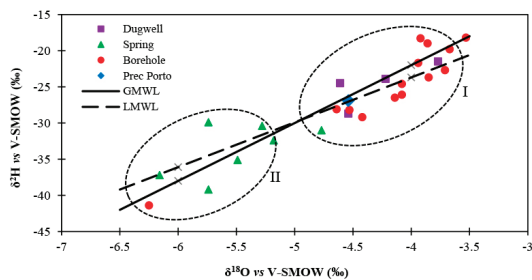 -15
-20
-25
-30
-35
-40
-45
δ²H vs V-SMOW (‰)
Dugwell
Spring
Borehole
Prec Porto
GMWL
LMWL
I
II
-7 -6.5 -6 -5.5 -5 -4.5 -4 -3.5 -3
δ¹⁸O vs V-SMOW (‰)